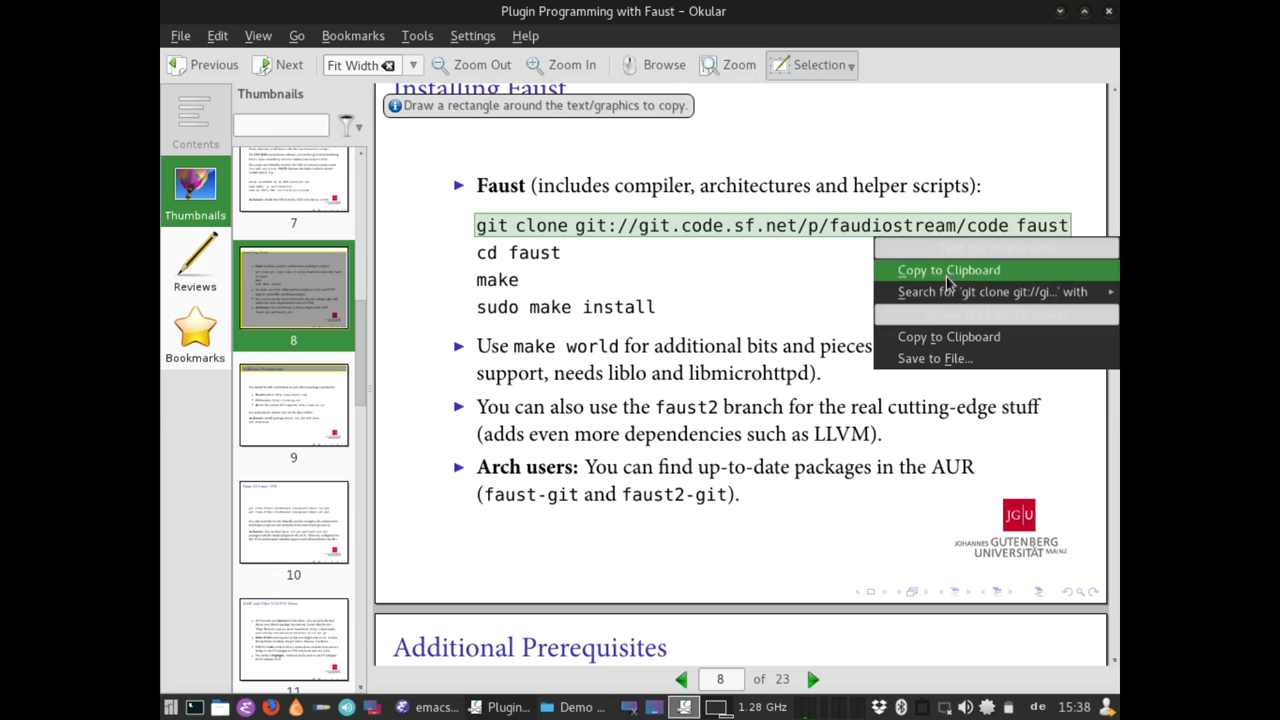 Plugin Programming with Faust – Okular
File Edit View Go Bookmarks Tools Settings Help
Previous Next Fit Width Zoom Out Zoom In Browse Zoom Selection
Contents
Thumbnails
Reviews
Bookmarks
Thumbnails
7
8
9
10
11
Installing Faust
Draw a rectangle around the text/graphics to copy.
Faust (includes compiler, architectures and helper scripts):
git clone git://git.code.sf.net/p/faudiostream/code faust
cd faust
make
sudo make install
Copy to Clipboard
Search for `git clone git://gi...` with
Copy to Clipboard
Save to File...
Use make world for additional bits and pieces
support, needs liblo and libmicrohttpd).
You can also use the faust2 branch for the real cutting-edge stuff
(adds even more dependencies such as LLVM).
Arch users: You can find up-to-date packages in the AUR
(faust-git and faust2-git).
JG|U
JOHANNES GUTENBERG
UNIVERSITÄT MAINZ
Additional Prerequisites
8 of 23
emacs... Plugin... Demo ... 1.28 GHz de 15:38